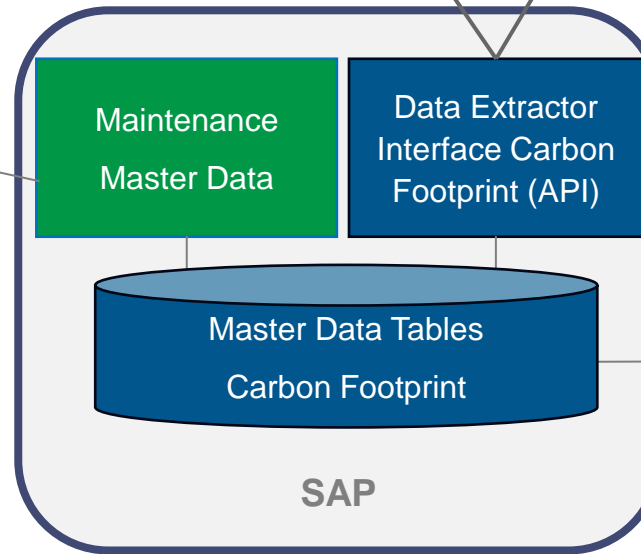 Maintenance
Master Data
Data Extractor
Interface Carbon
Footprint (API)
Master Data Tables
Carbon Footprint
SAP